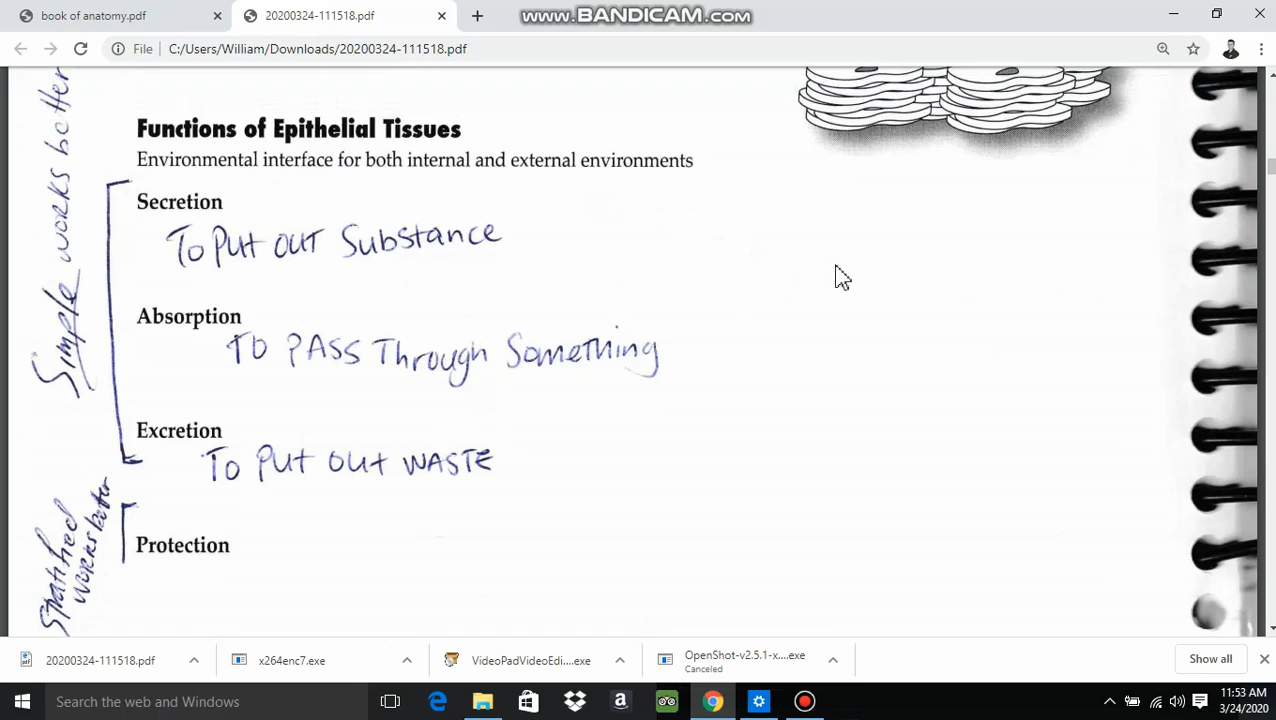 book of anatomy.pdf
20200324-111518.pdf
www.BANDICAM.com
File
C:/Users/William/Downloads/20200324-111518.pdf
Functions of Epithelial Tissues
Environmental interface for both internal and external environments
Simple works better
Secretion
To Put out Substance
Absorption
To PASS Through Something
Excretion
To Put out WASTE
Stratified
works better
Protection
20200324-111518.pdf
x264enc7.exe
VideoPadVideoEdi....exe
OpenShot-v2.5.1-x....exe
Canceled
Show all
Search the web and Windows
11:53 AM
3/24/2020